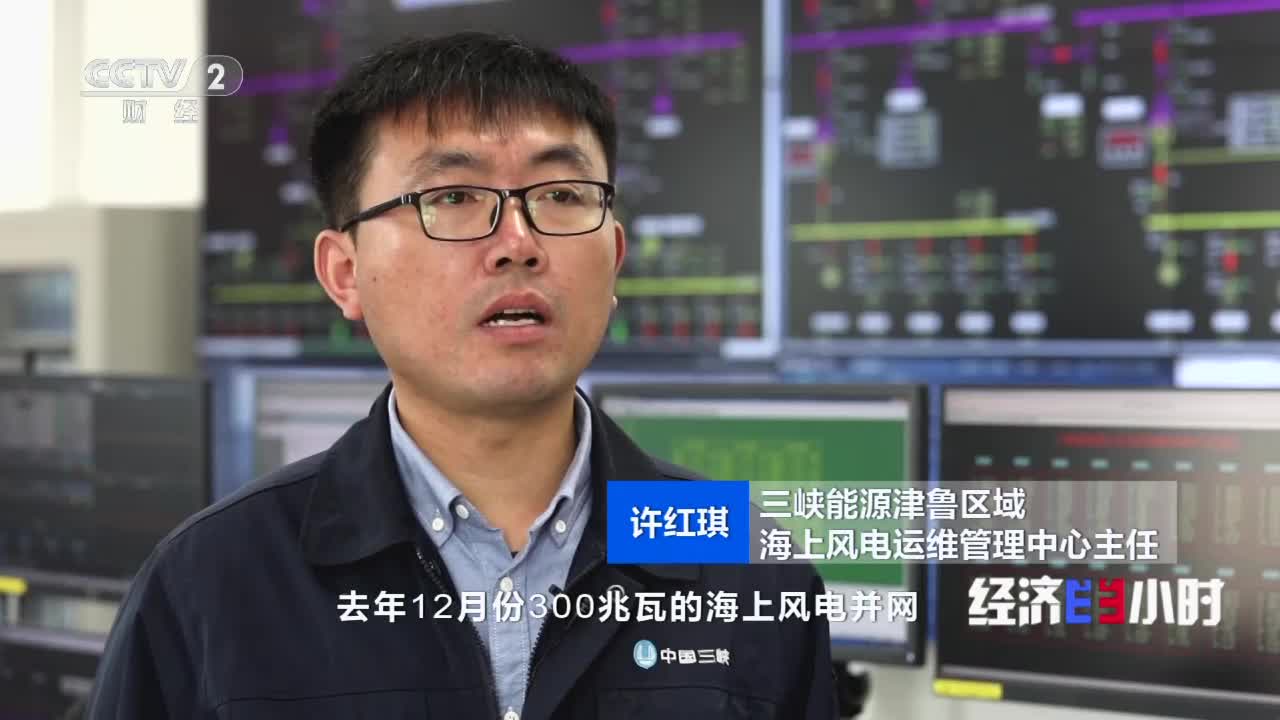 CCTV 2
财经
许红琪
三峡能源津鲁区域
海上风电运维管理中心主任
去年12月份300兆瓦的海上风电并网
经济半小时
中国三峡